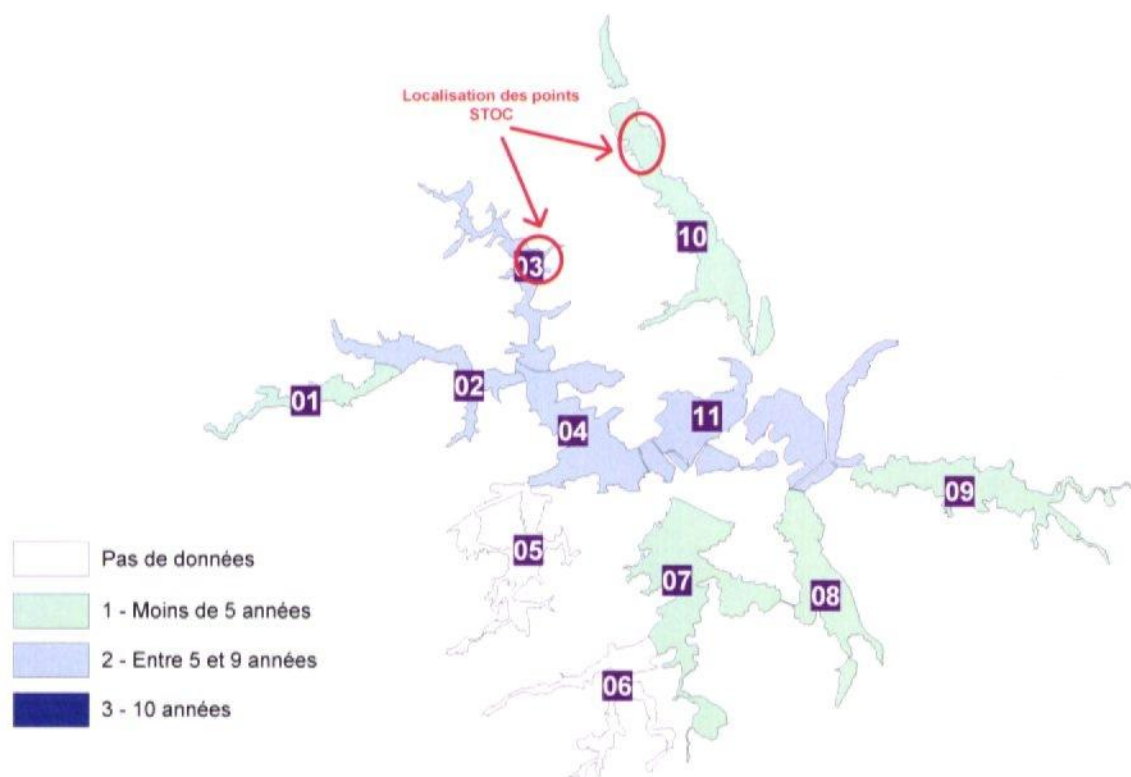 Localisation des points
STOC
10
03
01
02
04
11
09
05
07
08
06
Pas de données
1 - Moins de 5 années
2 - Entre 5 et 9 années
3 - 10 années